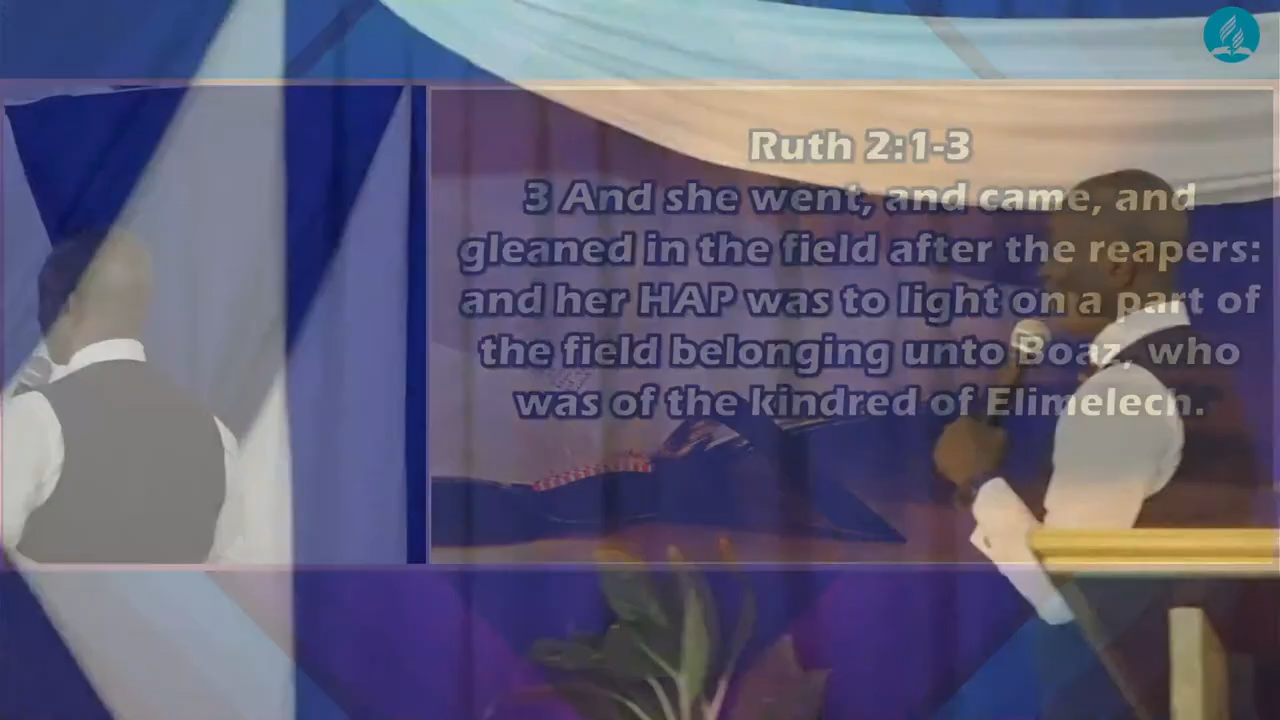 Ruth 2:1-3
3 And she went, and came, and
gleaned in the field after the reapers:
and her HAP was to light on a part of
the field belonging unto Boaz, who
was of the kindred of Elimelech.